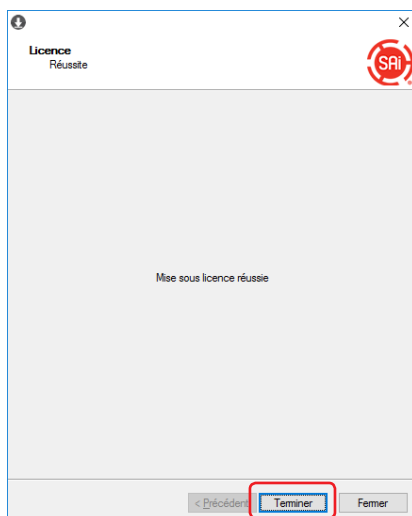 Licence
Réussite
SAi
Mise sous licence réussie
< Précédent
Terminer
Fermer